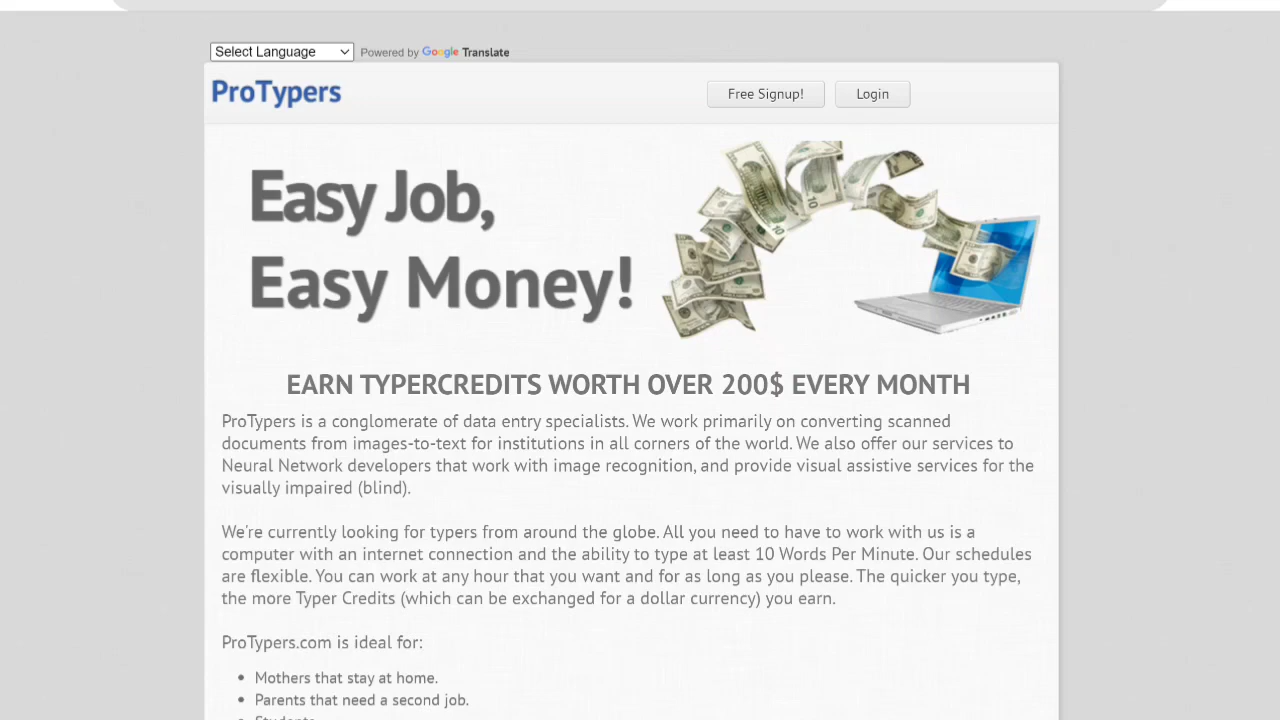 Select Language Powered by Google Translate
ProTypers
Free Signup! Login
Easy Job,
Easy Money!
EARN TYPERCREDITS WORTH OVER 200$ EVERY MONTH
ProTypers is a conglomerate of data entry specialists. We work primarily on converting scanned
documents from images-to-text for institutions in all corners of the world. We also offer our services to
Neural Network developers that work with image recognition, and provide visual assistive services for the
visually impaired (blind).
We're currently looking for typers from around the globe. All you need to have to work with us is a
computer with an internet connection and the ability to type at least 10 Words Per Minute. Our schedules
are flexible. You can work at any hour that you want and for as long as you please. The quicker you type,
the more Typer Credits (which can be exchanged for a dollar currency) you earn.
ProTypers.com is ideal for:
• Mothers that stay at home.
• Parents that need a second job.